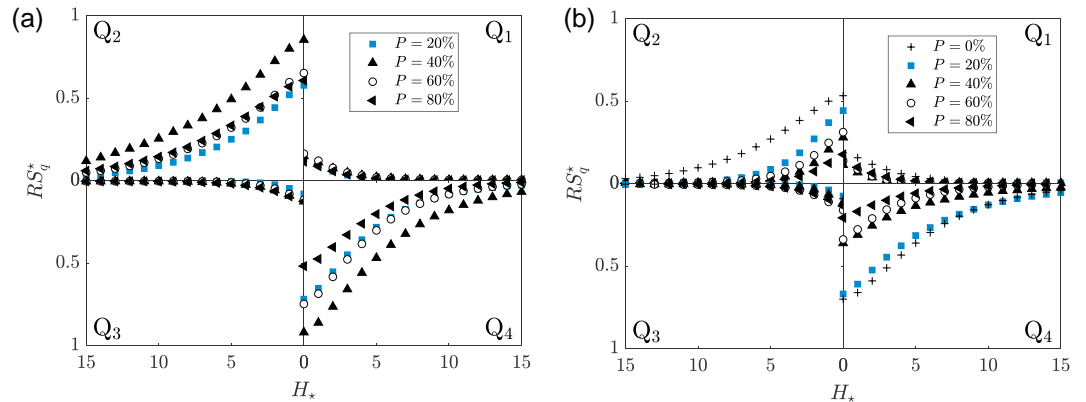 (a)
Q₂
Q₁
P = 20%
P = 40%
P = 60%
P = 80%
1
0.5
0
0.5
1
RS*q
Q₃
Q₄
15
10
5
0
5
10
15
H⋆
(b)
Q₂
Q₁
P = 0%
P = 20%
P = 40%
P = 60%
P = 80%
1
0.5
0
0.5
1
RS*q
Q₃
Q₄
15
10
5
0
0
5
10
15
H⋆